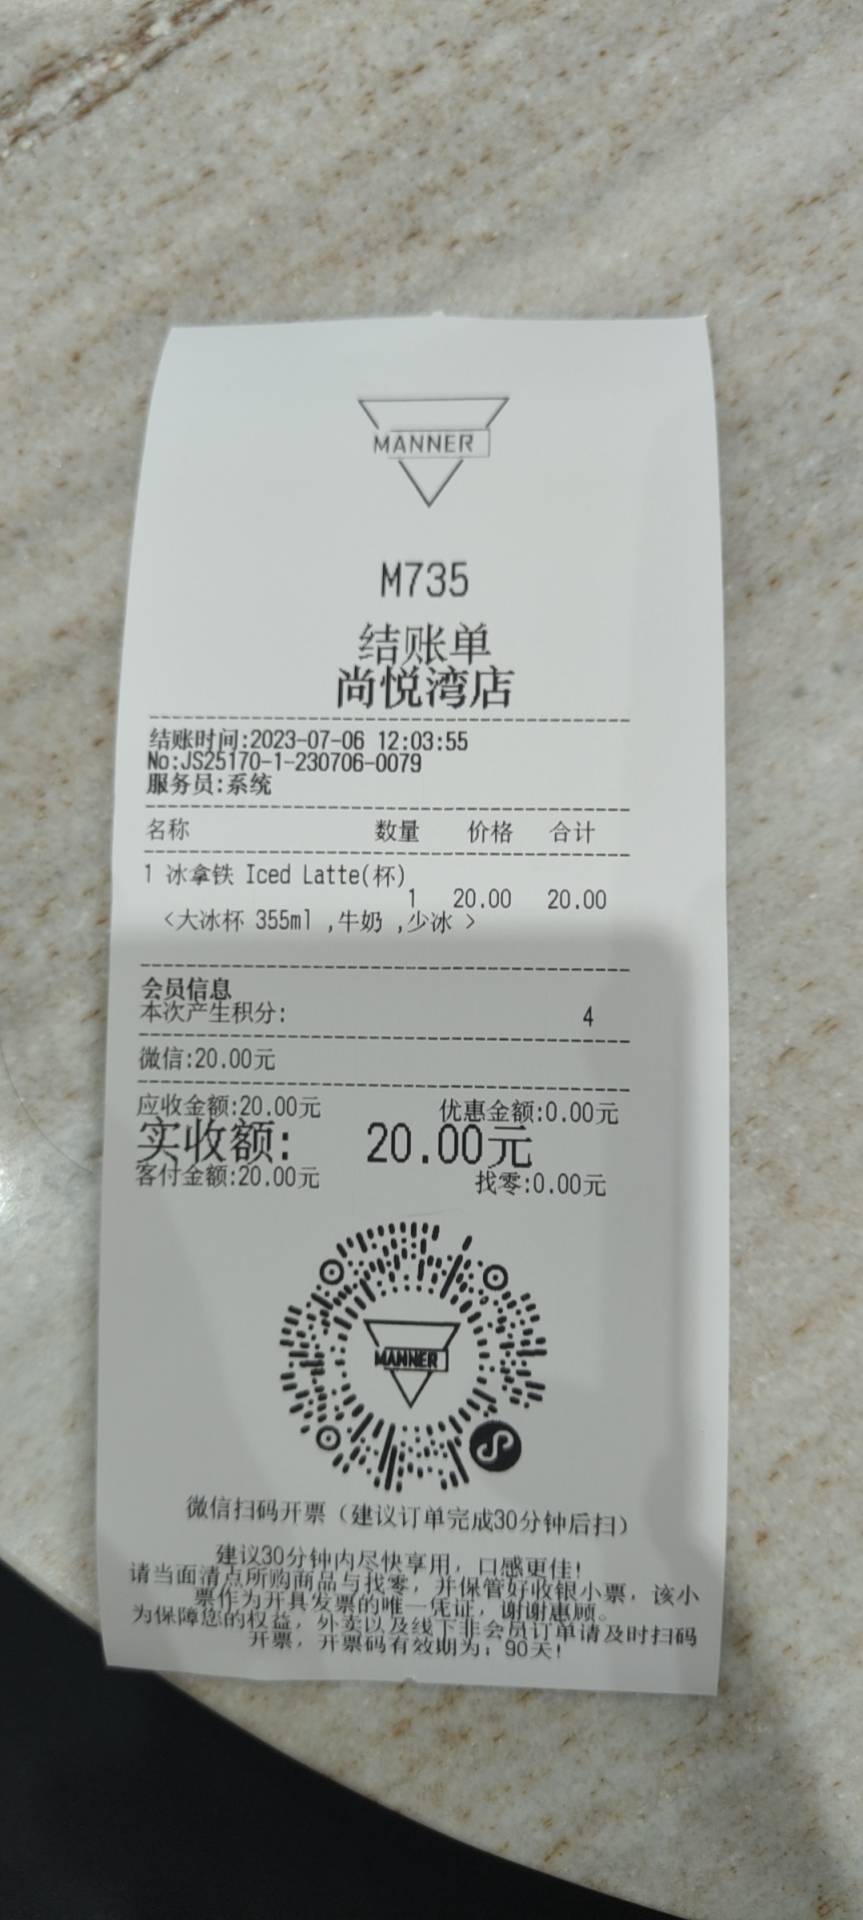 MANNER
M735
结账单
尚悦湾店
结账时间:2023-07-06 12:03:55
No:JS25170-1-230706-0079
服务员:系统
名称 数量 价格 合计
1 冰拿铁 Iced Latte(杯)
1 20.00 20.00
<大冰杯 355ml ,牛奶 ,少冰 >
会员信息
本次产生积分: 4
微信:20.00元
应收金额:20.00元 优惠金额:0.00元
实收额: 20.00元
客付金额:20.00元 找零:0.00元
MANNER
微信扫码开票（建议订单完成30分钟后扫）
建议30分钟内尽快享用，口感更佳!
请当面清点所购商品与找零，并保管好收银小票，该小
票作为开具发票的唯一凭证，谢谢惠顾。
为保障您的权益，外卖以及线下非会员订单请及时扫码
开票，开票码有效期为：90天!